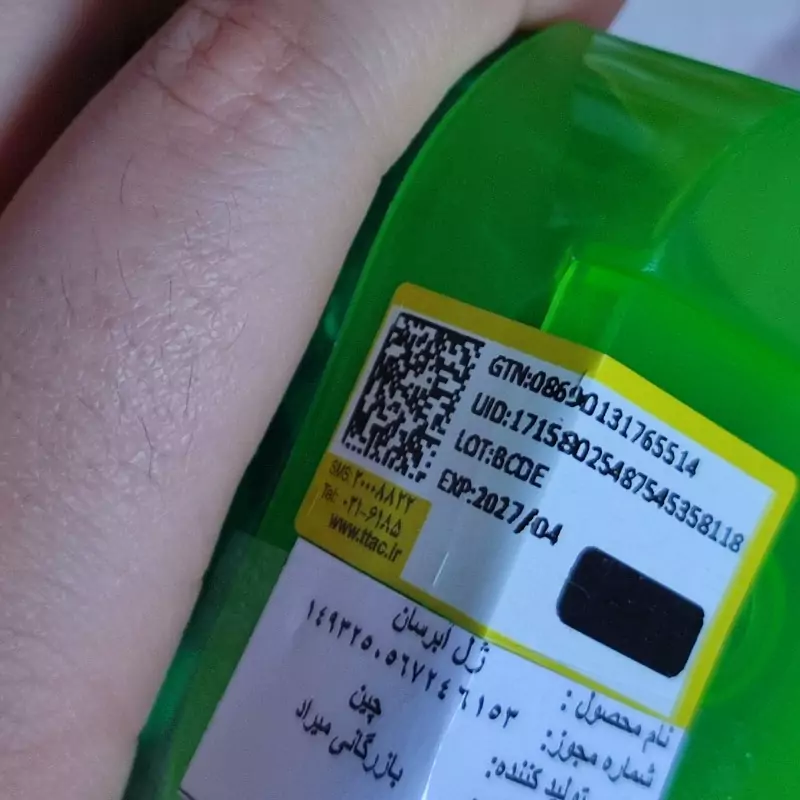 GTN:08690131765514
UID:17158025487545358118
LOT:BCDE
EXP:2027/04
SMS:۲۰۰۰۸۸۲۲
Tel: ۰۲۱-۶۱۸۵
www.ttac.ir
نام محصول : ژل ابرسان
شماره مجوز:
تولید کننده: چین
بازرگانی میراد